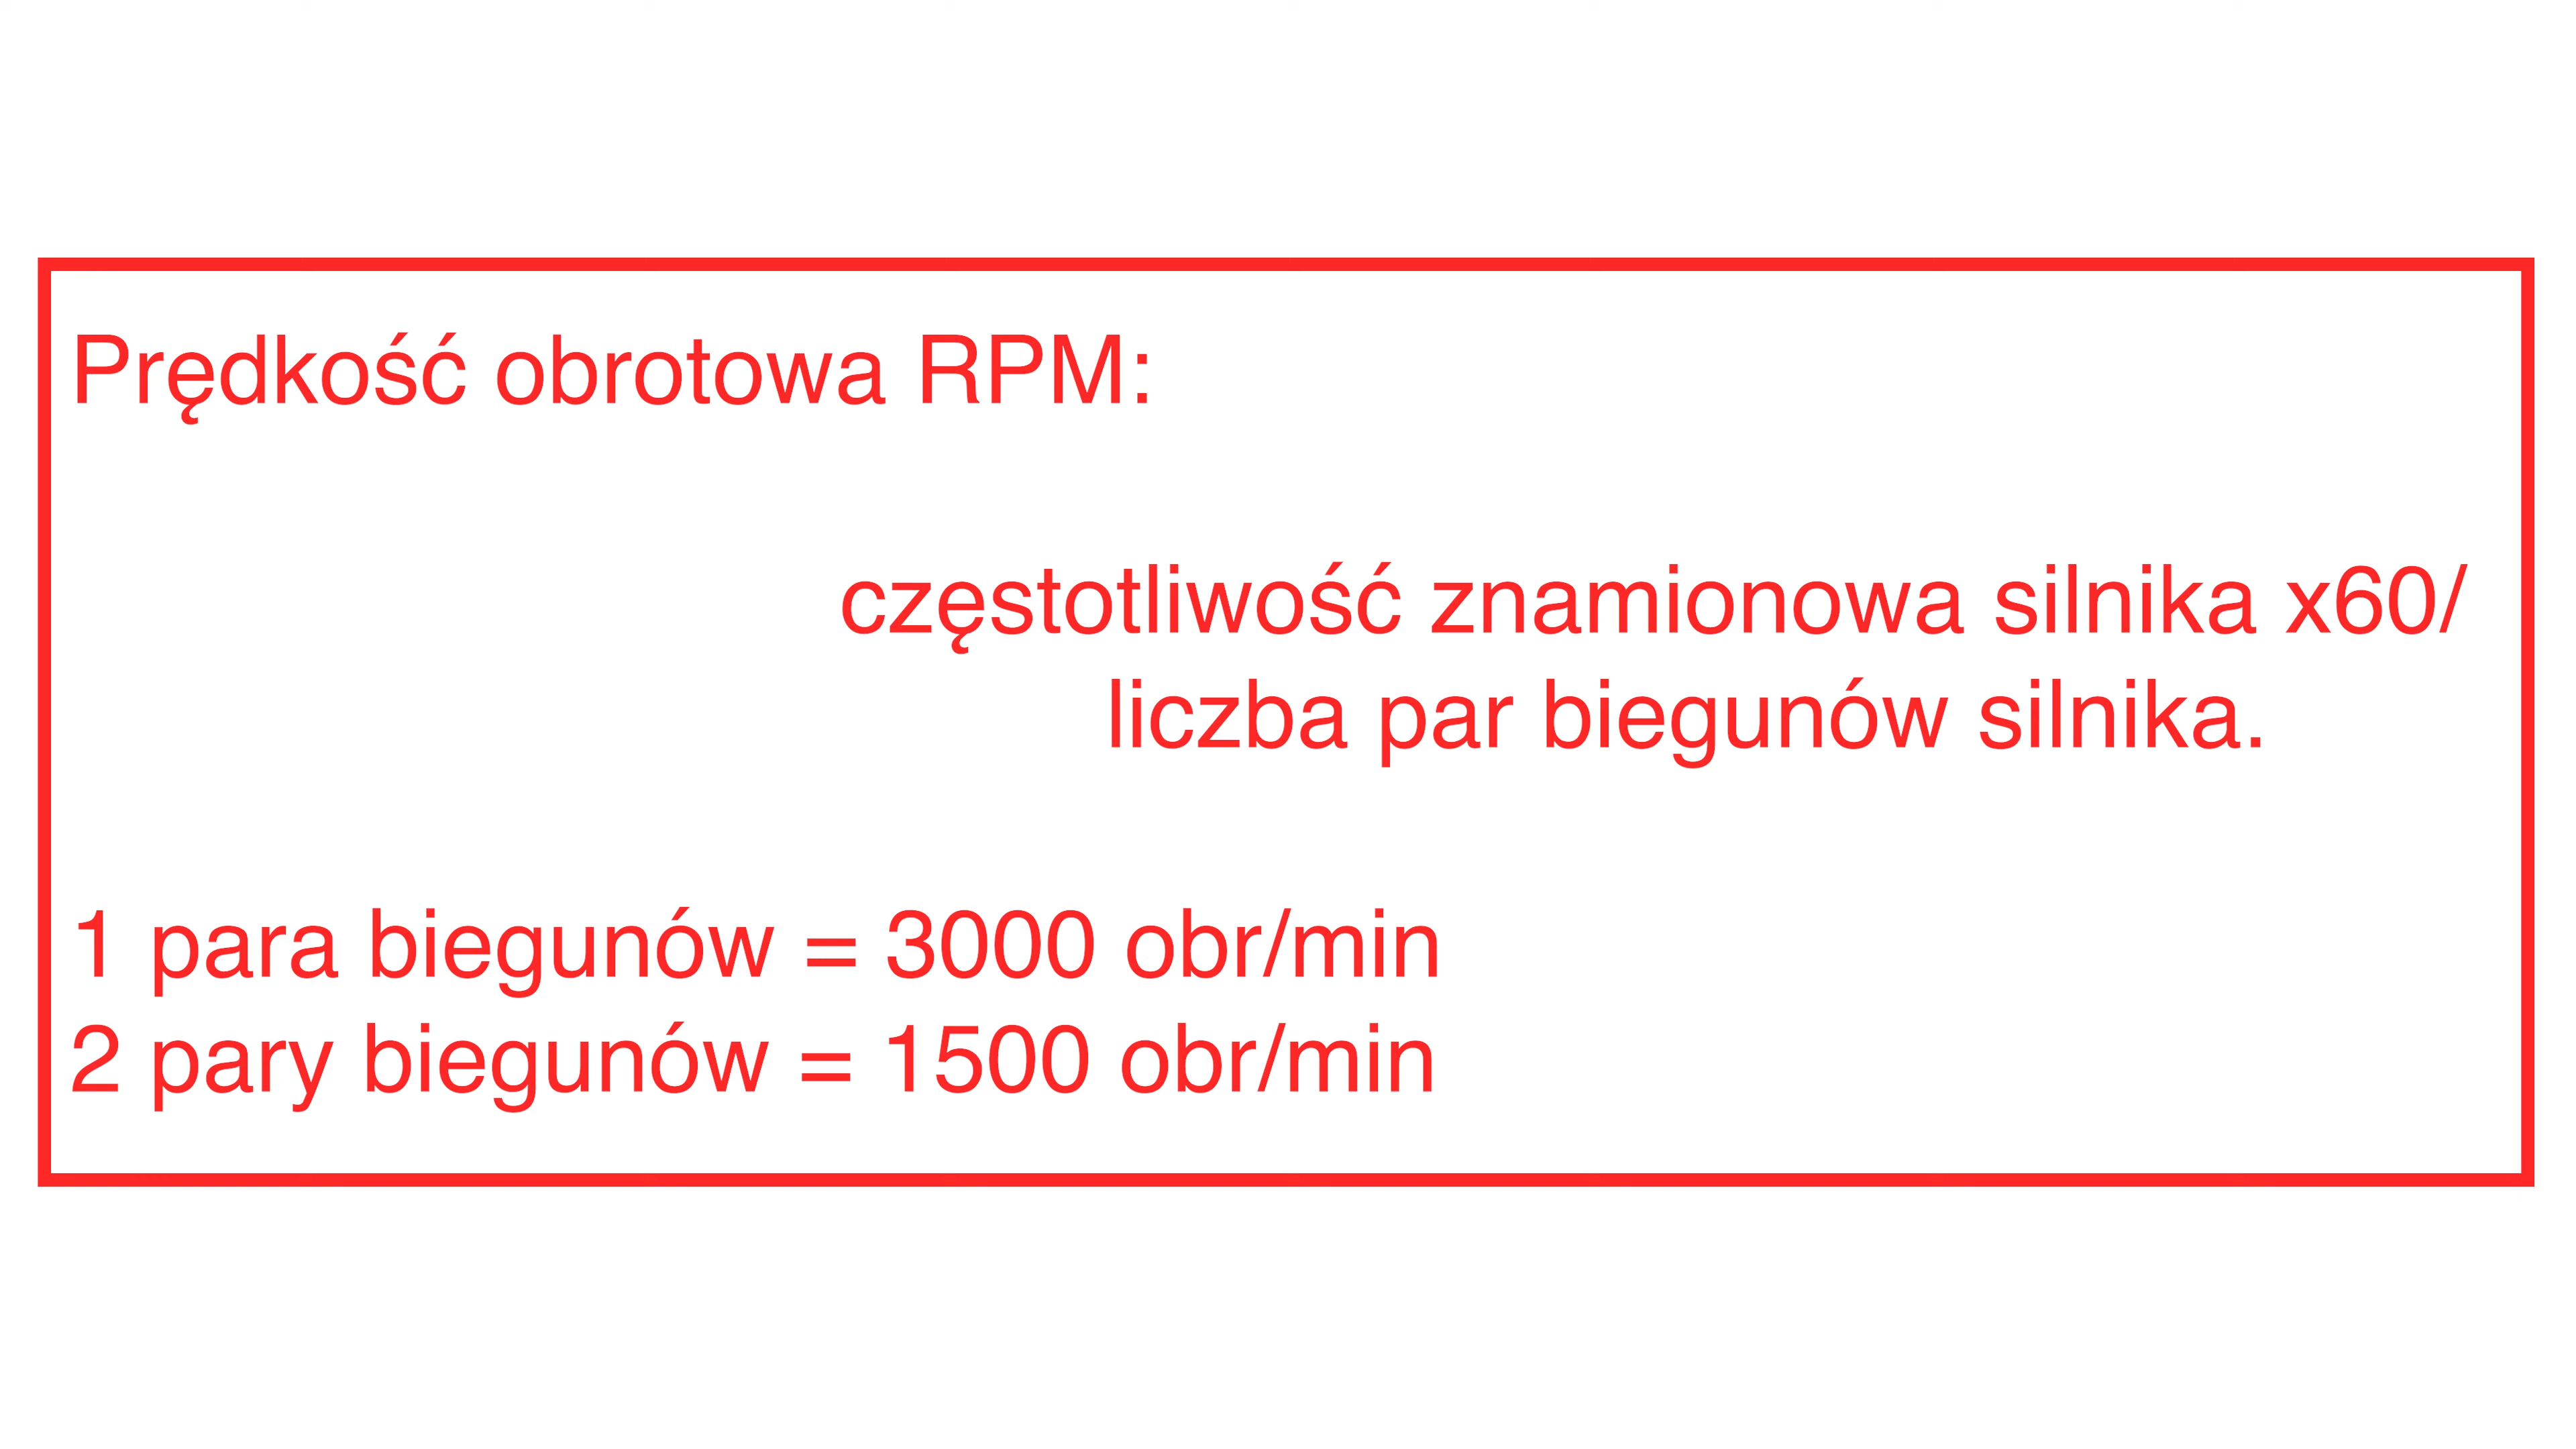 Prędkość obrotowa RPM:
częstotliwość znamionowa silnika x60/
liczba par biegunów silnika.
1 para biegunów = 3000 obr/min
2 pary biegunów = 1500 obr/min